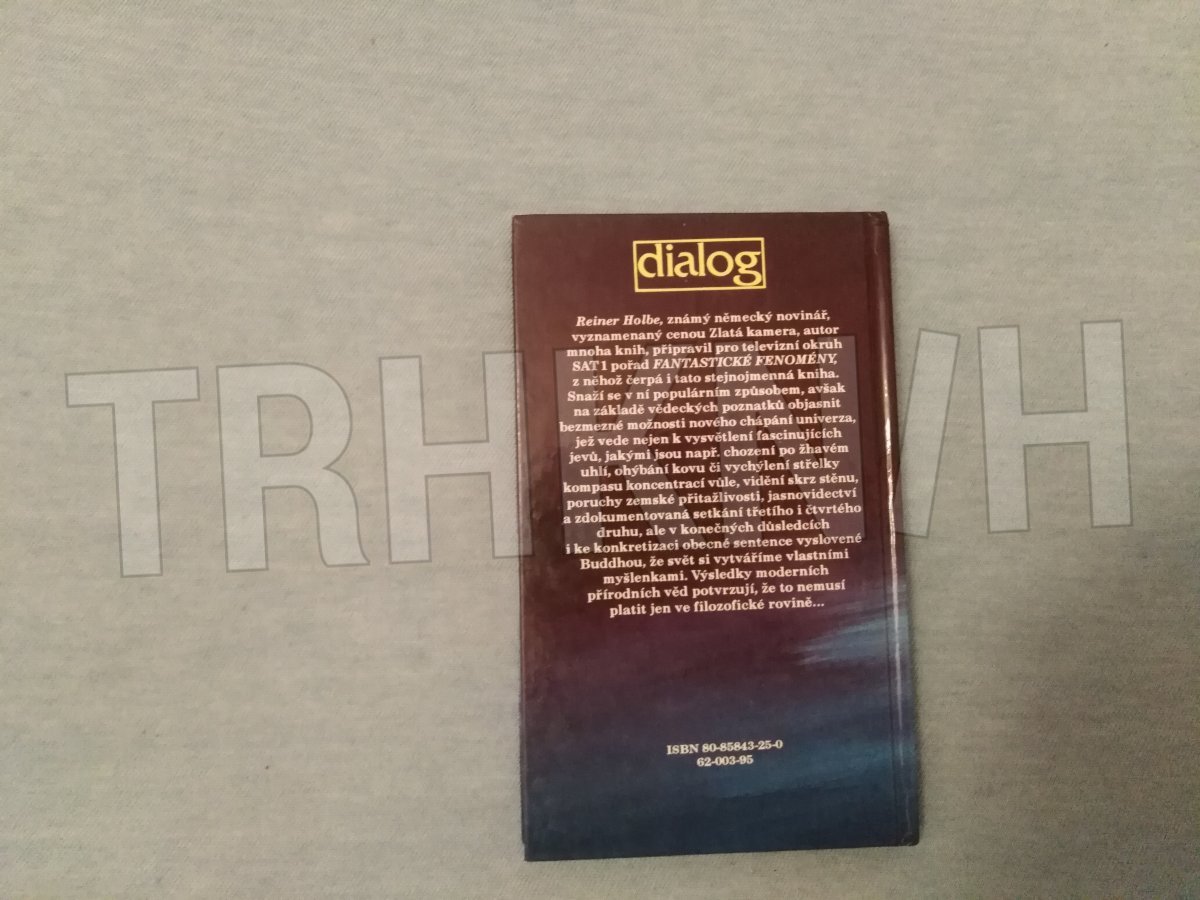 dialog
Reiner Holbe, známý německý novinář,
vyznamenaný cenou Zlatá kamera, autor
mnoha knih, připravil pro televizní okruh
SAT 1 pořad FANTASTICKÉ FENOMÉNY,
z něhož čerpá i tato stejnojmenná kniha.
Snaží se v ní populárním způsobem, avšak
na základě vědeckých poznatků objasnit
bezmezné možnosti nového chápání univerza,
jež vede nejen k vysvětlení fascinujících
jevů, jakými jsou např. chození po žhavém
uhlí, ohýbání kovu či vychýlení střelky
kompasu koncentrací vůle, vidění skrz stěnu,
poruchy zemské přitažlivosti, jasnovidectví
a zdokumentovaná setkání třetího i čtvrtého
druhu, ale v konečných důsledcích
i ke konkretizaci obecné sentence vyslovené
Buddhou, že svět si vytváříme vlastními
myšlenkami. Výsledky moderních
přírodních věd potvrzují, že to nemusí
platit jen ve filozofické rovině...
ISBN 80-85843-25-0
62-003-95
TRHKNIH